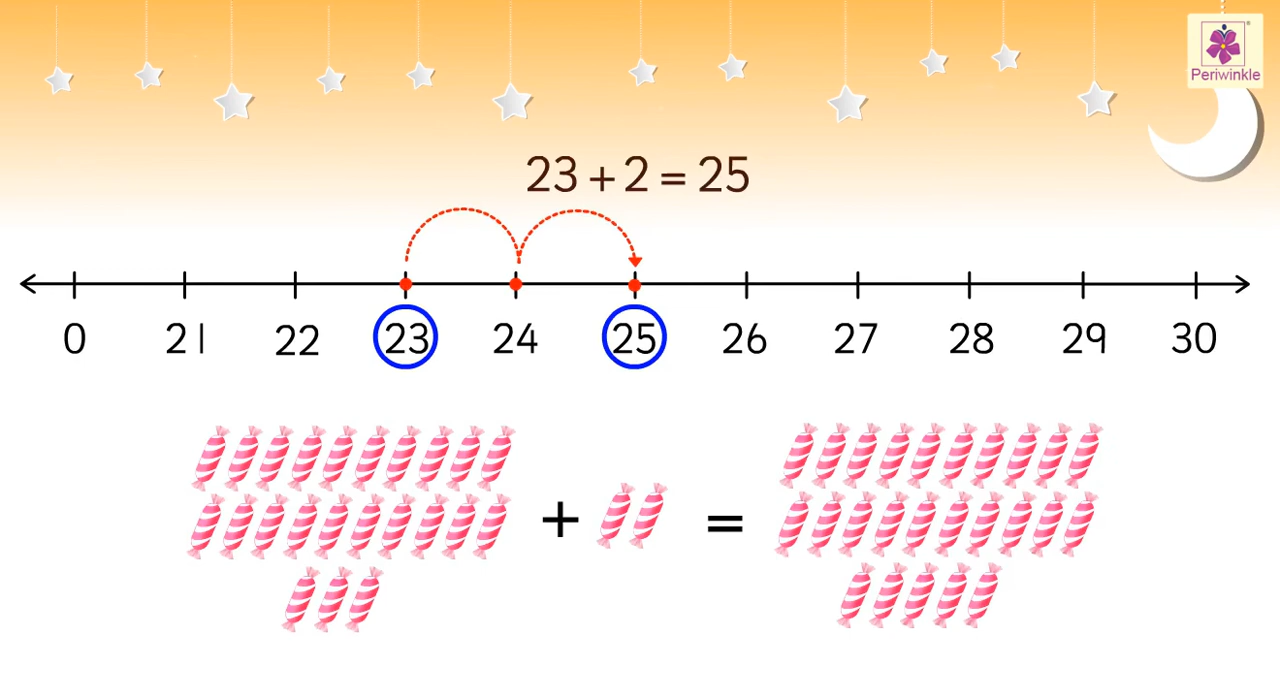 Periwinkle
23 + 2 = 25
0 21 22 23 24 25 26 27 28 29 30
+ =